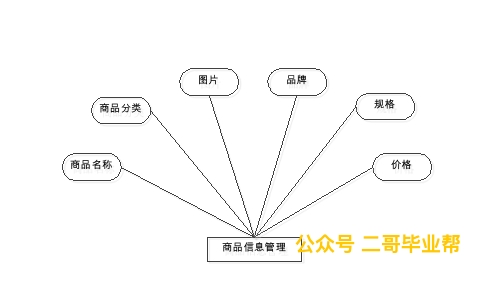 图片
品牌
商品分类
规格
商品名称
价格
商品信息管理
公众号 二哥毕业帮